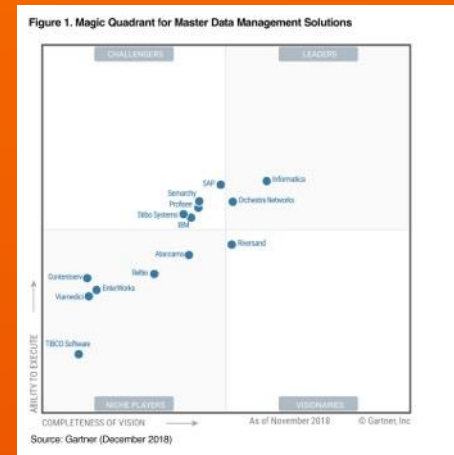 Figure 1. Magic Quadrant for Master Data Management Solutions
CHALLENGERS
LEADERS
SAP
Informatica
Semarchy
Orchestra Networks
Profisee
Stibo Systems
IBM
Riversand
Ataccama
Reltio
Contentserv
EnterWorks
Viamedici
TIBCO Software
ABILITY TO EXECUTE
NICHE PLAYERS
VISIONARIES
COMPLETENESS OF VISION
As of November 2018
© Gartner, Inc
Source: Gartner (December 2018)